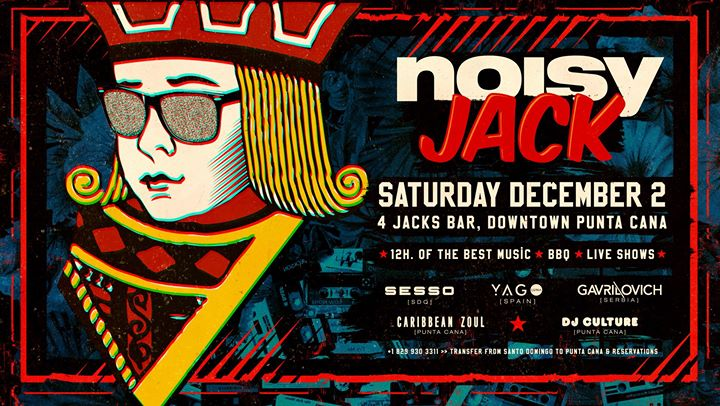 noisy
JACK
SATURDAY DECEMBER 2
4 JACKS BAR, DOWNTOWN PUNTA CANA
★ 12H. OF THE BEST MUSİC ★ BBQ ★ LIVE SHOWS ★
SESSO YAGO GAVRILOVICH
[SDQ] [SPAIN] [SERBIA]
CARIBBEAN ZOUL ★ DJ CULTURE
[PUNTA CANA] [PUNTA CANA]
+1 829 930 3311 >> TRANSFER FROM SANTO DOMINGO TO PUNTA CANA & RESERVATIONS